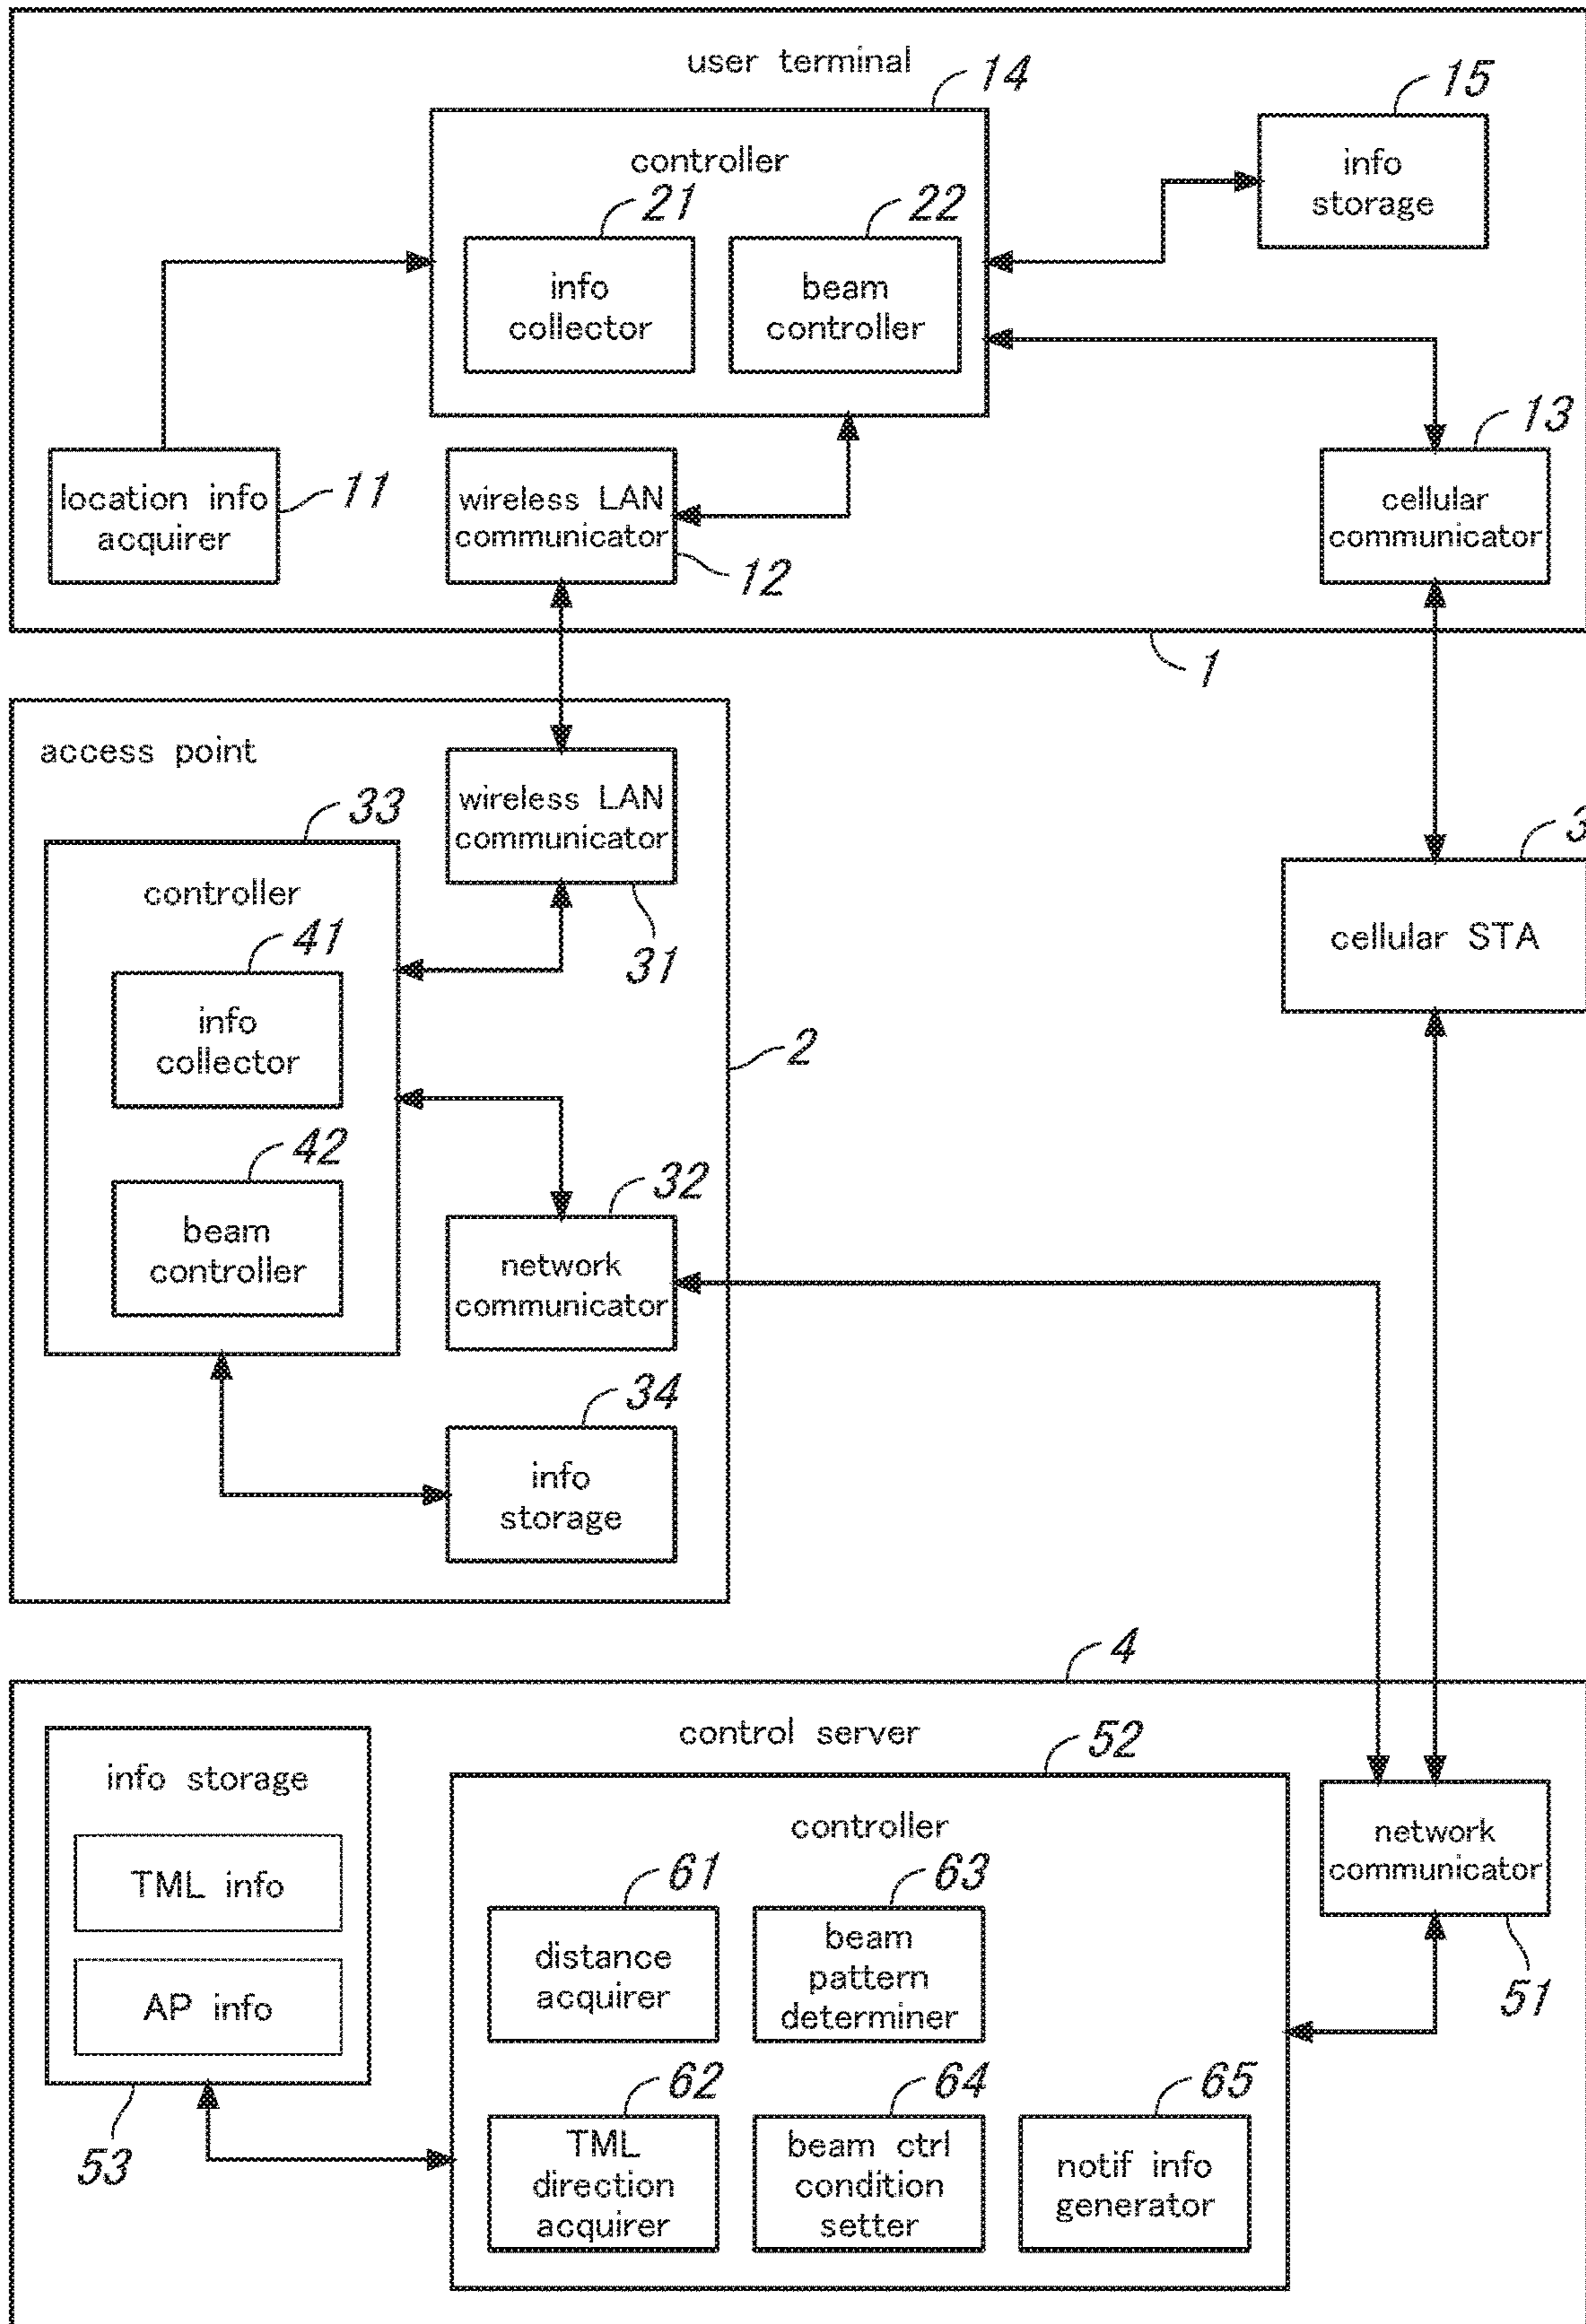 user terminal
14
15
controller
info
storage
21
22
info
collector
beam
controller
13
location info
acquirer
11
wireless LAN
communicator
12
cellular
communicator
1
access point
wireless LAN
communicator
33
3
controller
31
cellular STA
41
info
collector
2
42
beam
controller
32
network
communicator
34
info
storage
4
control server
52
info storage
TML info
AP info
controller
network
communicator
51
61
distance
acquirer
63
beam
pattern
determiner
53
62
TML
direction
acquirer
64
beam ctrl
condition
setter
65
notif info
generator